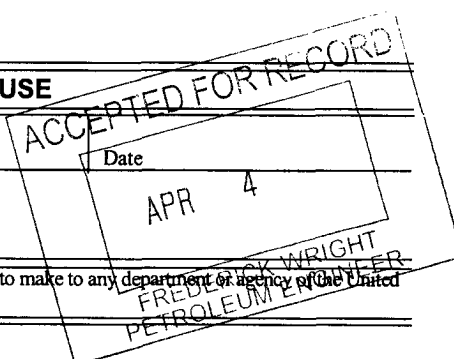 USE
ACCEPTED FOR RECORD
Date
APR 4
to make to any department or agency of the United
FREDERICK WRIGHT
PETROLEUM ENGINEER